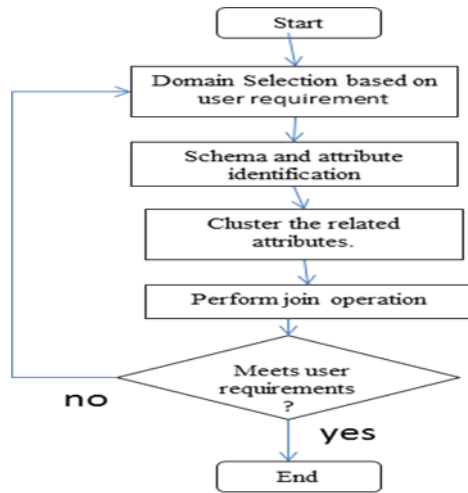 Start
Domain Selection based on
user requirement
Schema and attribute
identification
Cluster the related
attributes.
Perform join operation
Meets user
requirements
?
no
yes
End